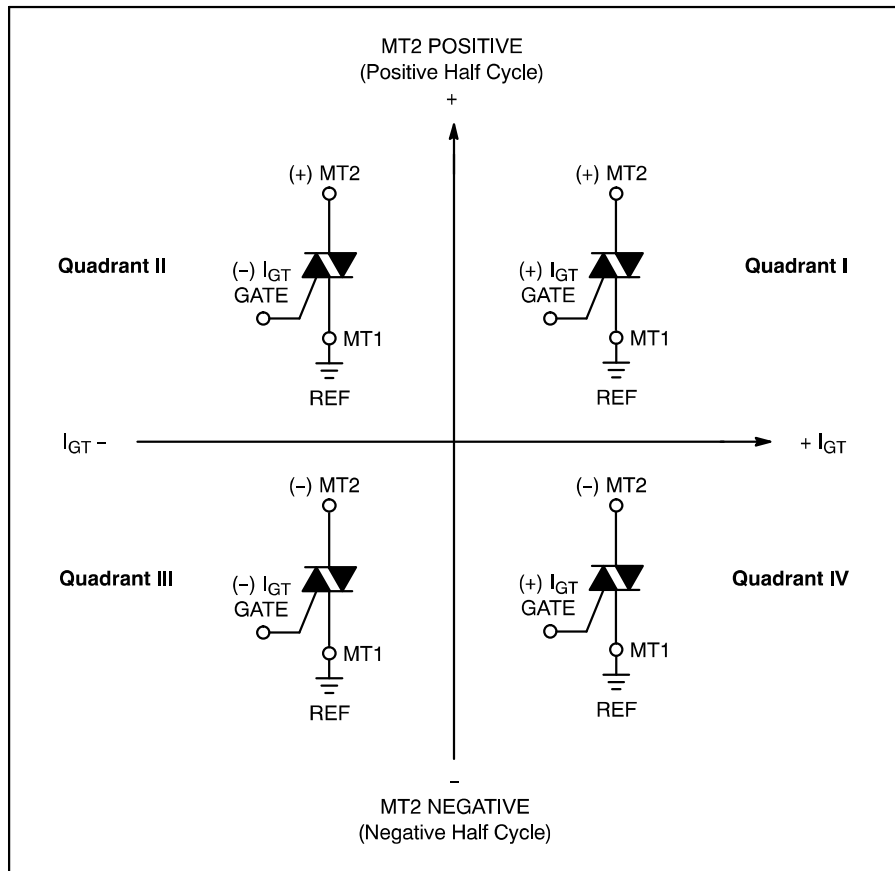 MT2 POSITIVE
(Positive Half Cycle)
+
(+) MT2
Quadrant II
(–) IGT
GATE
MT1
REF
(+) MT2
(+) IGT
GATE
Quadrant I
MT1
REF
IGT –
+ IGT
(–) MT2
Quadrant III
(–) IGT
GATE
MT1
REF
(–) MT2
(+) IGT
GATE
Quadrant IV
MT1
REF
–
MT2 NEGATIVE
(Negative Half Cycle)